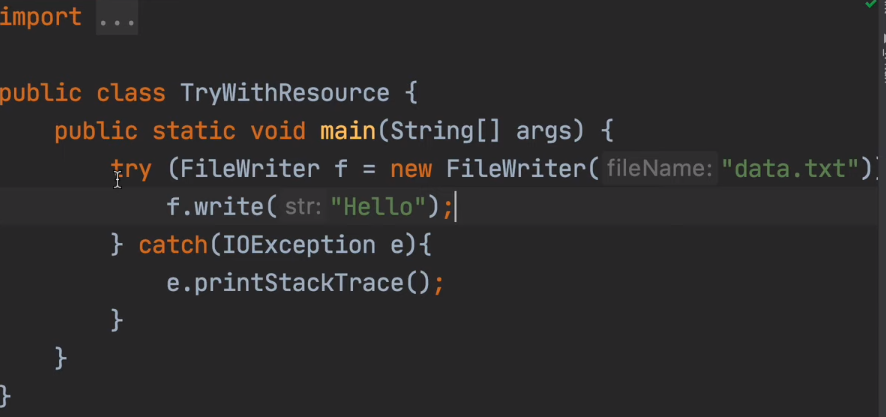 import ...
public class TryWithResource {
public static void main(String[] args) {
try (FileWriter f = new FileWriter( fileName: "data.txt"))
f.write( str: "Hello");
} catch(IOException e){
e.printStackTrace();
}
}
}